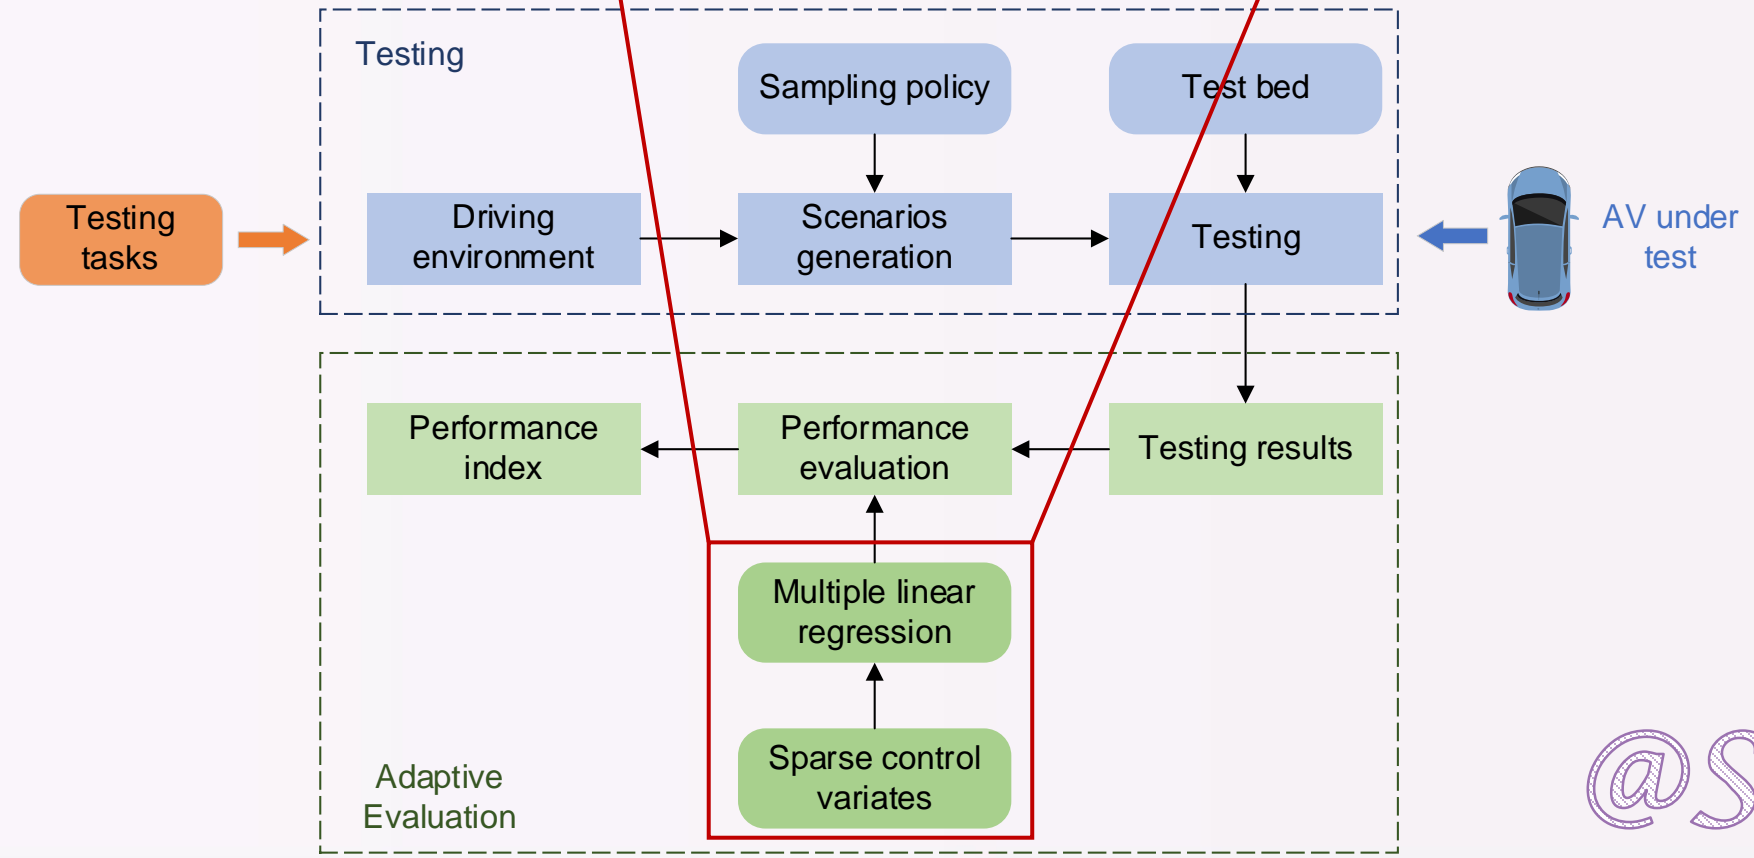 Testing
Sampling policy
Test bed
Testing
tasks
Driving
environment
Scenarios
generation
Testing
AV under
test
Performance
index
Performance
evaluation
Testing results
Multiple linear
regression
Sparse control
variates
Adaptive
Evaluation
@S